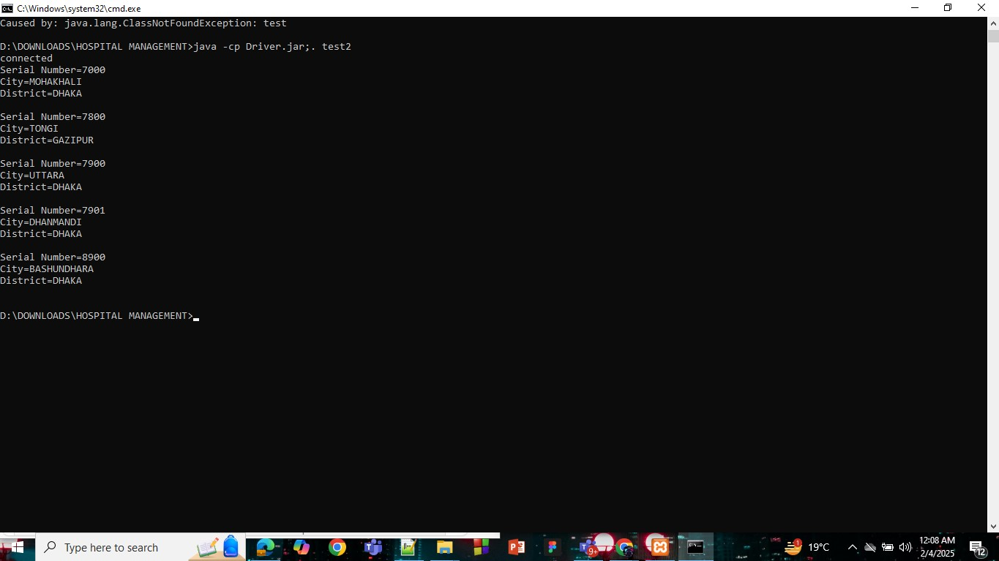 C:\Windows\system32\cmd.exe
Caused by: java.lang.ClassNotFoundException: test
D:\DOWNLOADS\HOSPITAL MANAGEMENT>java -cp Driver.jar;. test2
connected
Serial Number=7000
City=MOHAKHALI
District=DHAKA
Serial Number=7800
City=TONGI
District=GAZIPUR
Serial Number=7900
City=UTTARA
District=DHAKA
Serial Number=7901
City=DHANMANDI
District=DHAKA
Serial Number=8900
City=BASHUNDHARA
District=DHAKA
D:\DOWNLOADS\HOSPITAL MANAGEMENT>
Type here to search
9+
1
19°C
12:08 AM
2/4/2025
12